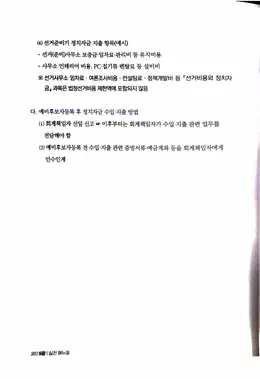 (4) 선거준비기 정치자금 지출 항목(예시)
- 선거(준비)사무소 보증금·임차료·관리비 등 유지비용
- 사무소 인테리어 비용, PC·집기류 렌탈료 등 설비비
※ 선거사무소 임차료·여론조사비용·컨설팅료·정책개발비 등 「선거비용외 정치자
금」 과목은 법정선거비용 제한액에 포함되지 않음
다. 예비후보자등록 후 정치자금 수입·지출 방법
(1) 회계책임자 선임 신고 ⇨ 이후부터는 회계책임자가 수입·지출 관련 업무를
전담해야 함
(2) 예비후보자등록 전 수입·지출 관련 증빙서류·예금계좌 등을 회계책임자에게
인수인계
실전 매뉴얼